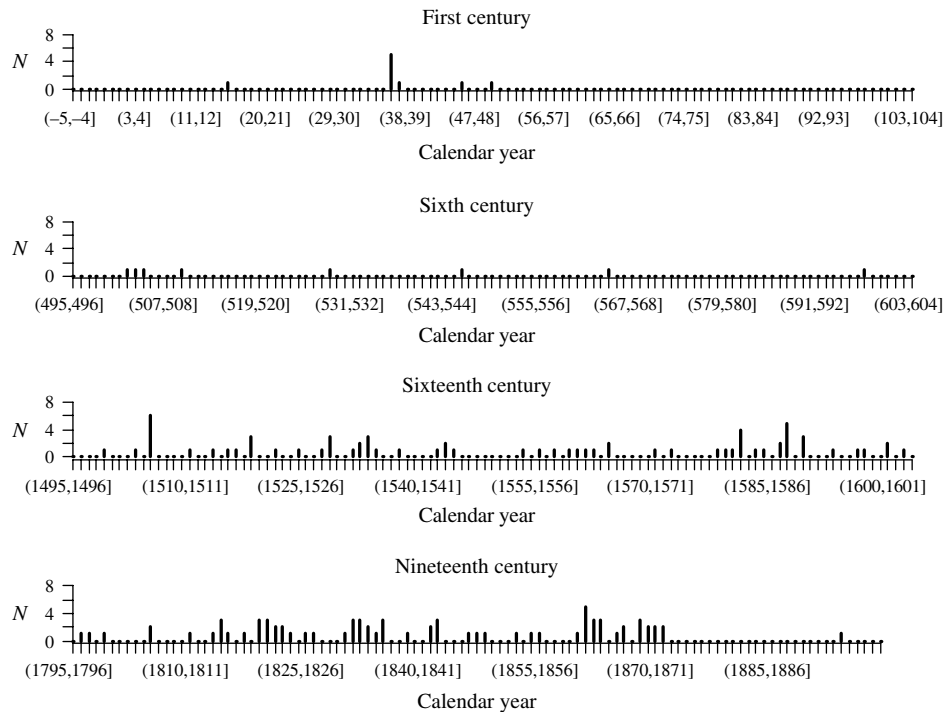 First century
8
4
0
N
(–5,–4] (3,4] (11,12] (20,21] (29,30] (38,39] (47,48] (56,57] (65,66] (74,75] (83,84] (92,93] (103,104]
Calendar year
Sixth century
8
4
0
N
(495,496] (507,508] (519,520] (531,532] (543,544] (555,556] (567,568] (579,580] (591,592] (603,604]
Calendar year
Sixteenth century
8
4
0
N
(1495,1496] (1510,1511] (1525,1526] (1540,1541] (1555,1556] (1570,1571] (1585,1586] (1600,1601]
Calendar year
Nineteenth century
8
4
0
N
(1795,1796] (1810,1811] (1825,1826] (1840,1841] (1855,1856] (1870,1871] (1885,1886]
Calendar year